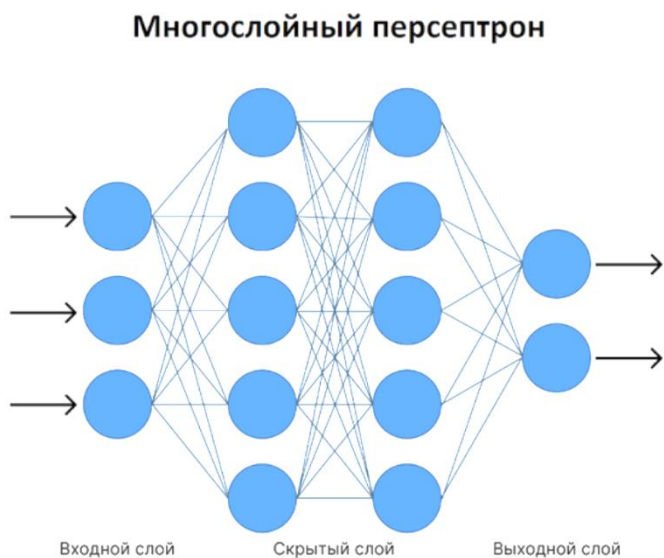 Многослойный персептрон
Входной слой
Скрытый слой
Выходной слой